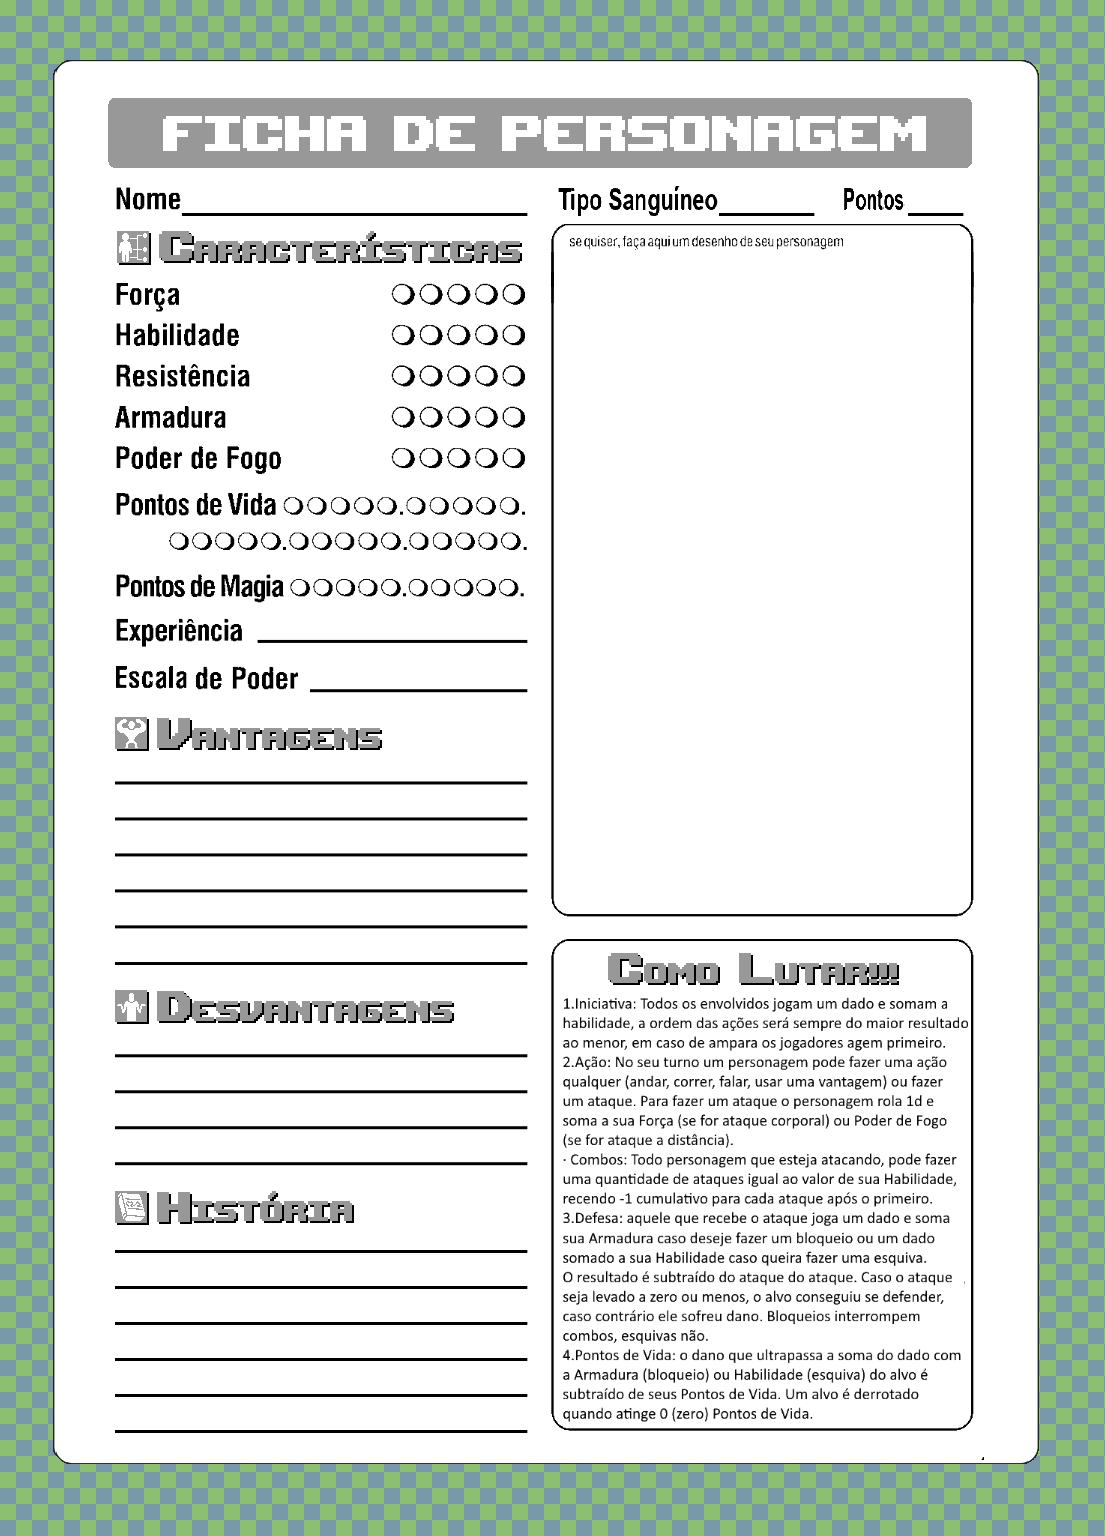 FICHA DE PERSONAGEM
Nome
Tipo Sanguíneo
Pontos
CARACTERÍSTICAS
Força
Habilidade
Resistência
Armadura
Poder de Fogo
Pontos de Vida
Pontos de Magia
Experiência
Escala de Poder
VANTAGENS
DESVANTAGENS
HISTÓRIA
se quiser, faça aqui um desenho de seu personagem
COMO LUTAR!!!
1.Iniciativa: Todos os envolvidos jogam um dado e somam a
habilidade, a ordem das ações será sempre do maior resultado
ao menor, em caso de ampara os jogadores agem primeiro.
2.Ação: No seu turno um personagem pode fazer uma ação
qualquer (andar, correr, falar, usar uma vantagem) ou fazer
um ataque. Para fazer um ataque o personagem rola 1d e
soma a sua Força (se for ataque corporal) ou Poder de Fogo
(se for ataque a distância).
· Combos: Todo personagem que esteja atacando, pode fazer
uma quantidade de ataques igual ao valor de sua Habilidade,
recendo -1 cumulativo para cada ataque após o primeiro.
3.Defesa: aquele que recebe o ataque joga um dado e soma
sua Armadura caso deseje fazer um bloqueio ou um dado
somado a sua Habilidade caso queira fazer uma esquiva.
O resultado é subtraído do ataque do ataque. Caso o ataque
seja levado a zero ou menos, o alvo conseguiu se defender,
caso contrário ele sofreu dano. Bloqueios interrompem
combos, esquivas não.
4.Pontos de Vida: o dano que ultrapassa a soma do dado com
a Armadura (bloqueio) ou Habilidade (esquiva) do alvo é
subtraído de seus Pontos de Vida. Um alvo é derrotado
quando atinge 0 (zero) Pontos de Vida.